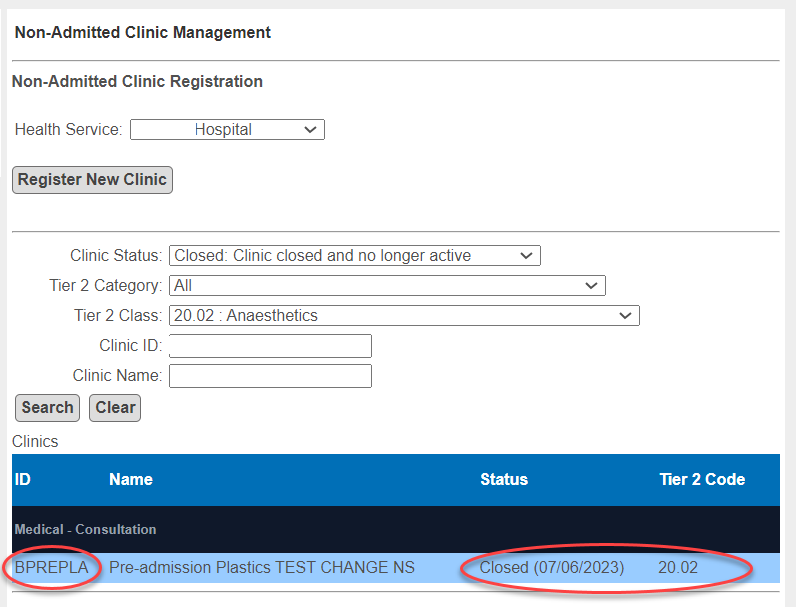 Non-Admitted Clinic Management
Non-Admitted Clinic Registration
Health Service: Hospital
Register New Clinic
Clinic Status: Closed: Clinic closed and no longer active
Tier 2 Category: All
Tier 2 Class: 20.02 : Anaesthetics
Clinic ID:
Clinic Name:
Search Clear
Clinics
ID Name Status Tier 2 Code
Medical - Consultation
BPREPLA Pre-admission Plastics TEST CHANGE NS Closed (07/06/2023) 20.02